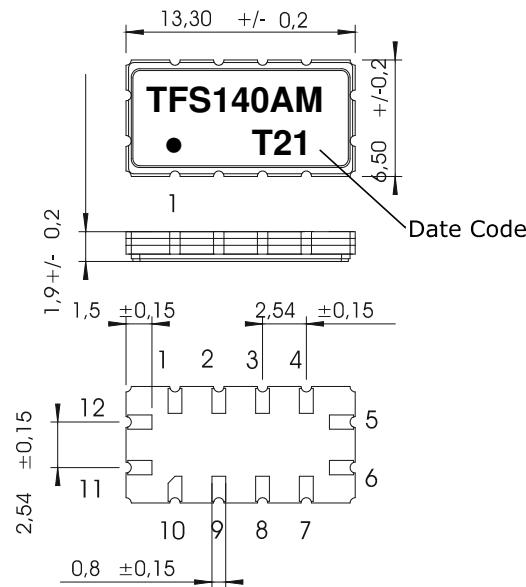 13,30 +/- 0,2
TFS140AM
T21
6,50 +/-0,2
1
Date Code
1,9+/- 0,2
1,5 ±0,15
2,54 ±0,15
1 2 3 4
12 5
2,54 ±0,15
11 6
10 9 8 7
0,8 ±0,15